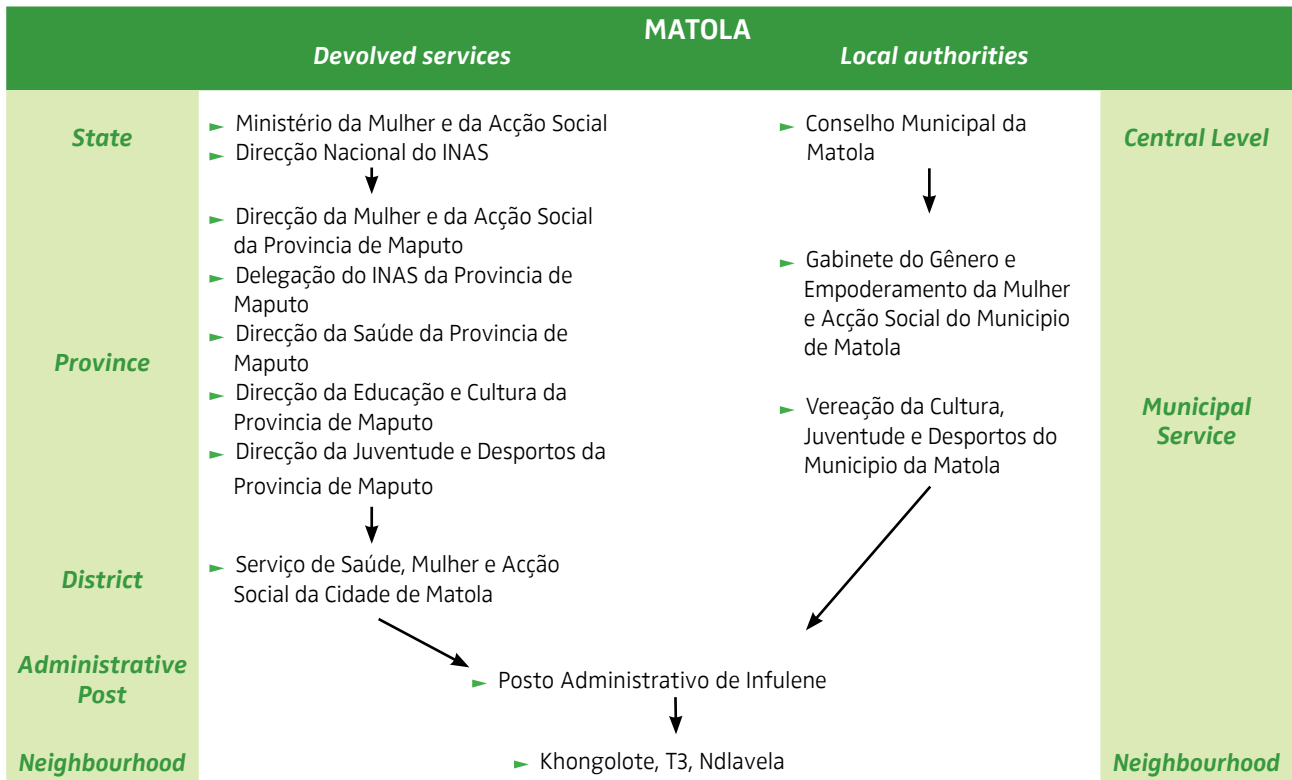 MATOLA
Devolved services
Local authorities
State
► Ministério da Mulher e da Acção Social
► Direcção Nacional do INAS
► Conselho Municipal da
Matola
Central Level
Province
► Direcção da Mulher e da Acção Social
da Provincia de Maputo
► Delegação do INAS da Provincia de
Maputo
► Direcção da Saúde da Provincia de
Maputo
► Direcção da Educação e Cultura da
Provincia de Maputo
► Direcção da Juventude e Desportos da
Provincia de Maputo
► Gabinete do Gênero e
Empoderamento da Mulher
e Acção Social do Municipio
de Matola
► Vereação da Cultura,
Juventude e Desportos do
Municipio da Matola
Municipal
Service
District
► Serviço de Saúde, Mulher e Acção
Social da Cidade de Matola
Administrative
Post
► Posto Administrativo de Infulene
Neighbourhood
► Khongolote, T3, Ndlavela
Neighbourhood